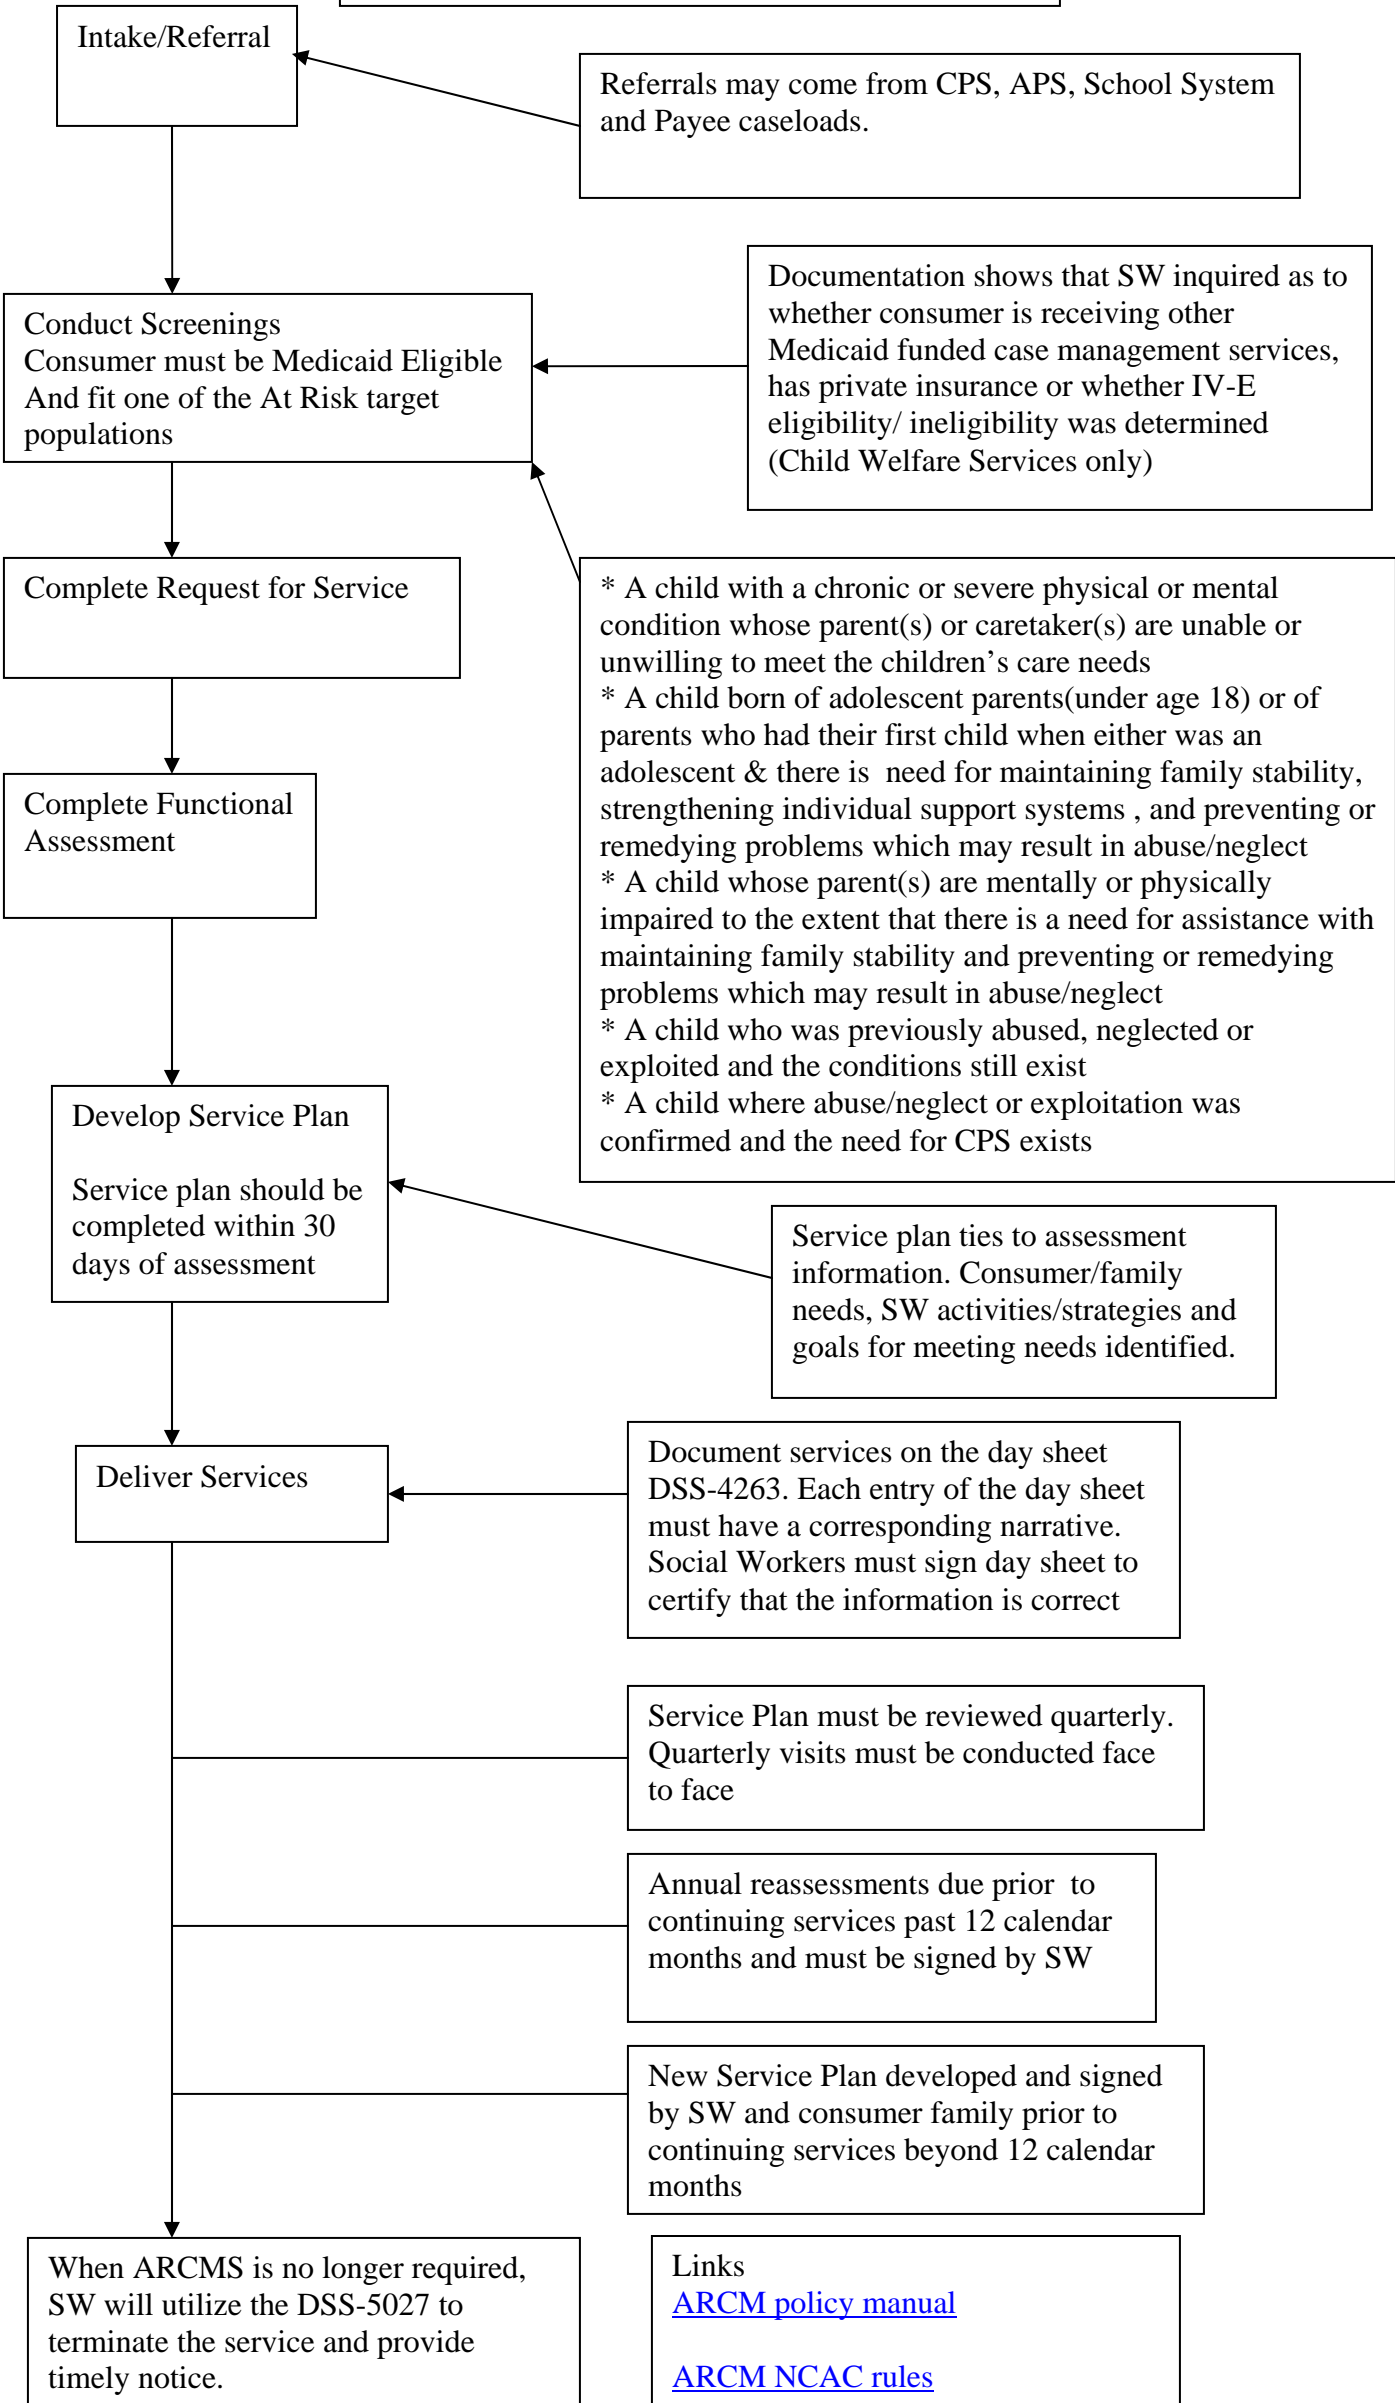 Intake/Referral
Referrals may come from CPS, APS, School System
and Payee caseloads.
Documentation shows that SW inquired as to
whether consumer is receiving other
Medicaid funded case management services,
has private insurance or whether IV-E
eligibility/ ineligibility was determined
(Child Welfare Services only)
Conduct Screenings
Consumer must be Medicaid Eligible
And fit one of the At Risk target
populations
Complete Request for Service
* A child with a chronic or severe physical or mental
condition whose parent(s) or caretaker(s) are unable or
unwilling to meet the children’s care needs
* A child born of adolescent parents(under age 18) or of
parents who had their first child when either was an
adolescent & there is  need for maintaining family stability,
strengthening individual support systems , and preventing or
remedying problems which may result in abuse/neglect
* A child whose parent(s) are mentally or physically
impaired to the extent that there is a need for assistance with
maintaining family stability and preventing or remedying
problems which may result in abuse/neglect
* A child who was previously abused, neglected or
exploited and the conditions still exist
* A child where abuse/neglect or exploitation was
confirmed and the need for CPS exists
Complete Functional
Assessment
Develop Service Plan
Service plan should be
completed within 30
days of assessment
Service plan ties to assessment
information. Consumer/family
needs, SW activities/strategies and
goals for meeting needs identified.
Deliver Services
Document services on the day sheet
DSS-4263. Each entry of the day sheet
must have a corresponding narrative.
Social Workers must sign day sheet to
certify that the information is correct
Service Plan must be reviewed quarterly.
Quarterly visits must be conducted face
to face
Annual reassessments due prior  to
continuing services past 12 calendar
months and must be signed by SW
New Service Plan developed and signed
by SW and consumer family prior to
continuing services beyond 12 calendar
months
When ARCMS is no longer required,
SW will utilize the DSS-5027 to
terminate the service and provide
timely notice.
Links
ARCM policy manual
ARCM NCAC rules